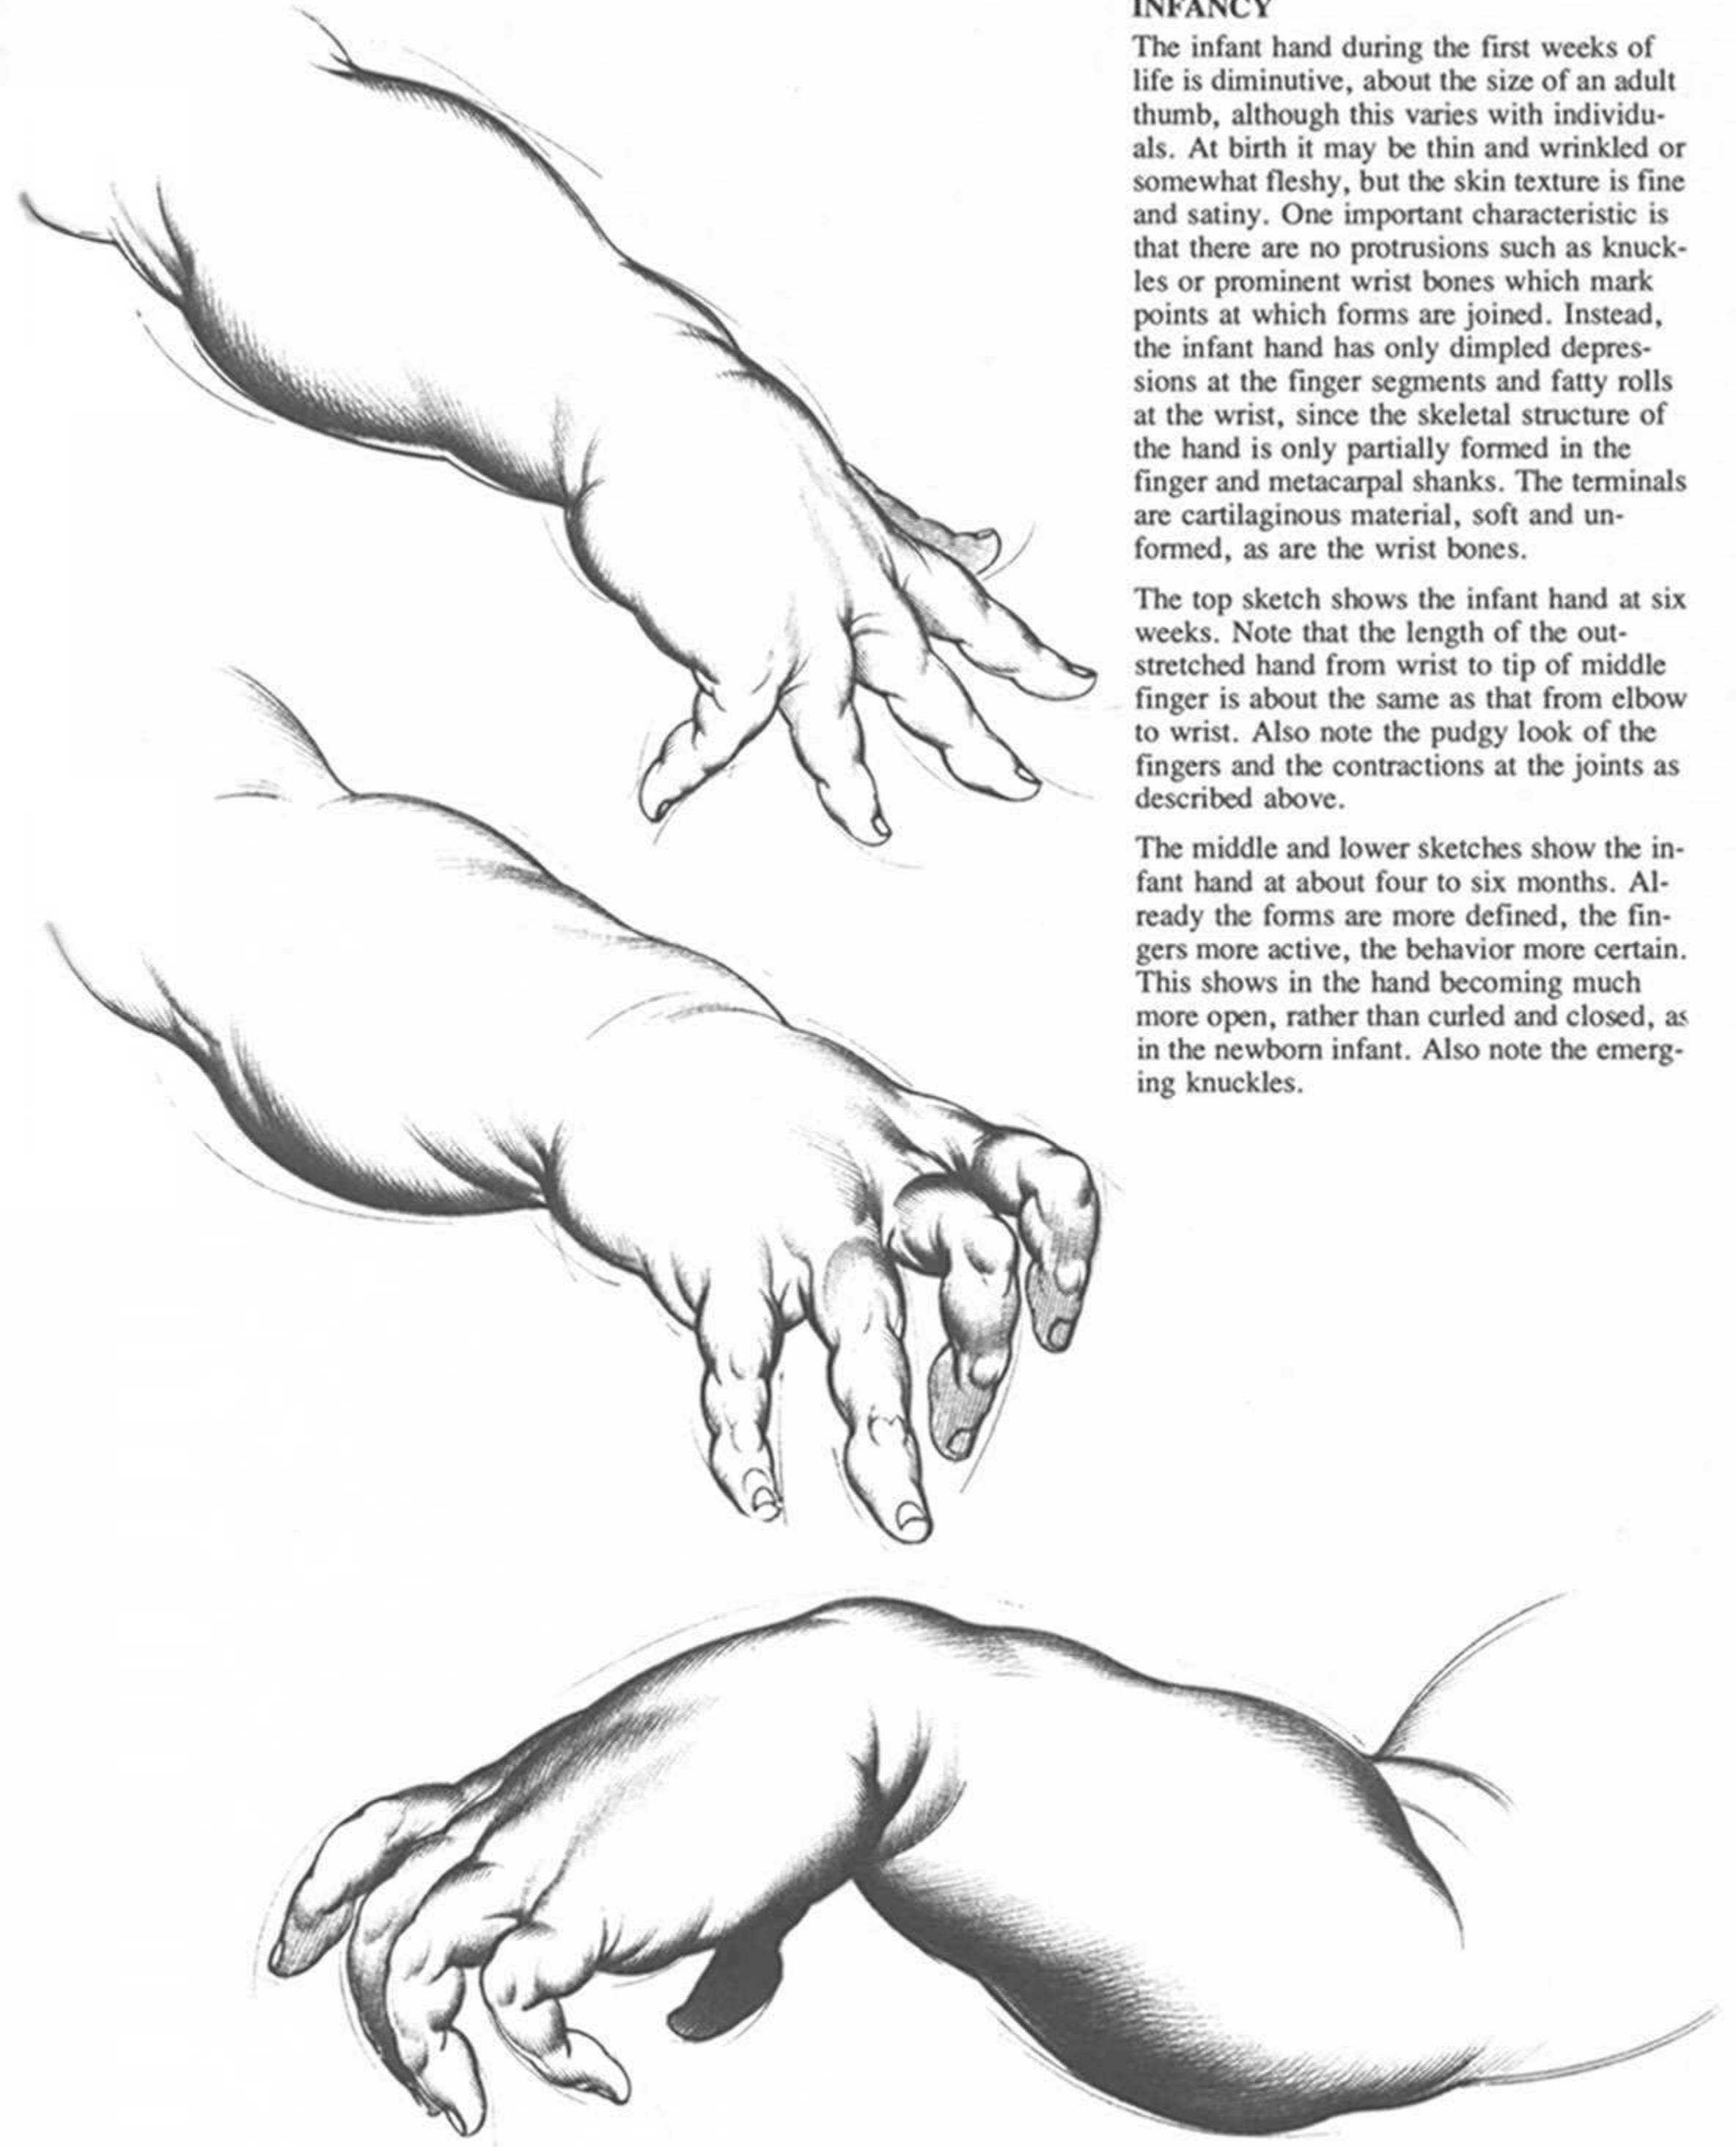 INFANCY
The infant hand during the first weeks of
life is diminutive, about the size of an adult
thumb, although this varies with individu-
als. At birth it may be thin and wrinkled or
somewhat fleshy, but the skin texture is fine
and satiny. One important characteristic is
that there are no protrusions such as knuck-
les or prominent wrist bones which mark
points at which forms are joined. Instead,
the infant hand has only dimpled depres-
sions at the finger segments and fatty rolls
at the wrist, since the skeletal structure of
the hand is only partially formed in the
finger and metacarpal shanks. The terminals
are cartilaginous material, soft and un-
formed, as are the wrist bones.
The top sketch shows the infant hand at six
weeks. Note that the length of the out-
stretched hand from wrist to tip of middle
finger is about the same as that from elbow
to wrist. Also note the pudgy look of the
fingers and the contractions at the joints as
described above.
The middle and lower sketches show the in-
fant hand at about four to six months. Al-
ready the forms are more defined, the fin-
gers more active, the behavior more certain.
This shows in the hand becoming much
more open, rather than curled and closed, as
in the newborn infant. Also note the emerg-
ing knuckles.